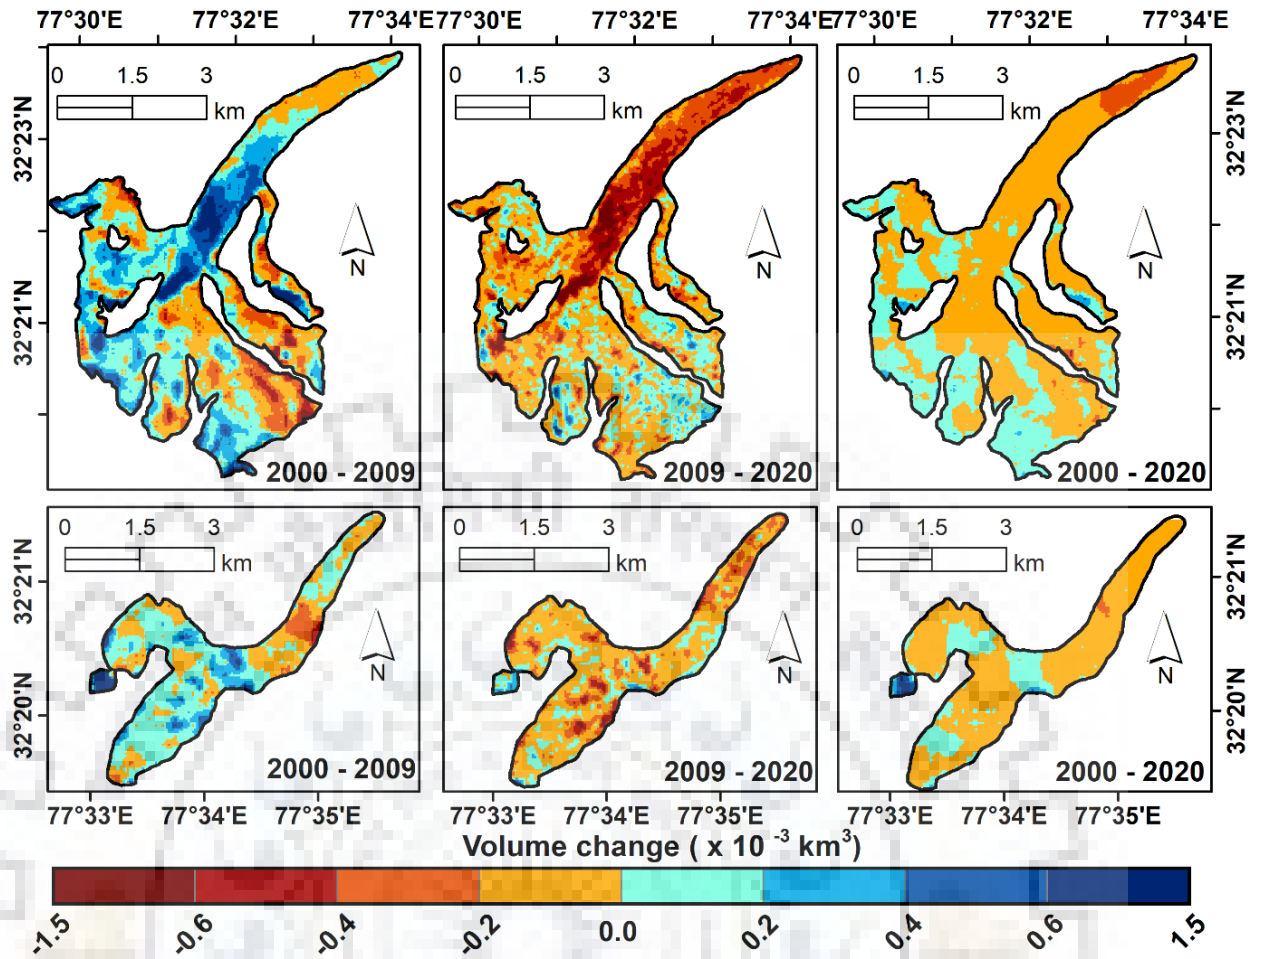 77°30'E 77°32'E 77°34'E 77°30'E 77°32'E 77°34'E 77°30'E 77°32'E 77°34'E
0 1.5 3 km
0 1.5 3 km
0 1.5 3 km
32°23'N
32°21'N
32°23'N
32°21'N
N
N
N
2000 - 2009
2009 - 2020
2000 - 2020
0 1.5 3 km
0 1.5 3 km
0 1.5 3 km
32°21'N
32°20'N
32°21'N
32°20'N
N
N
N
2000 - 2009
2009 - 2020
2000 - 2020
77°33'E 77°34'E 77°35'E 77°33'E 77°34'E 77°35'E 77°33'E 77°34'E 77°35'E
Volume change ( x 10 -3 km3)
-1.5 -0.6 -0.4 -0.2 0.0 0.2 0.4 0.6 1.5